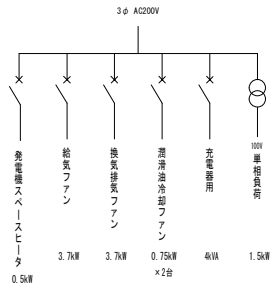 3φ AC200V
発電機スペースヒータ
0.5kW
給気ファン
3.7kW
換気排気ファン
3.7kW
潤滑油冷却ファン
0.75kW
×2台
充電器用
4kVA
100V
単相負荷
1.5kW